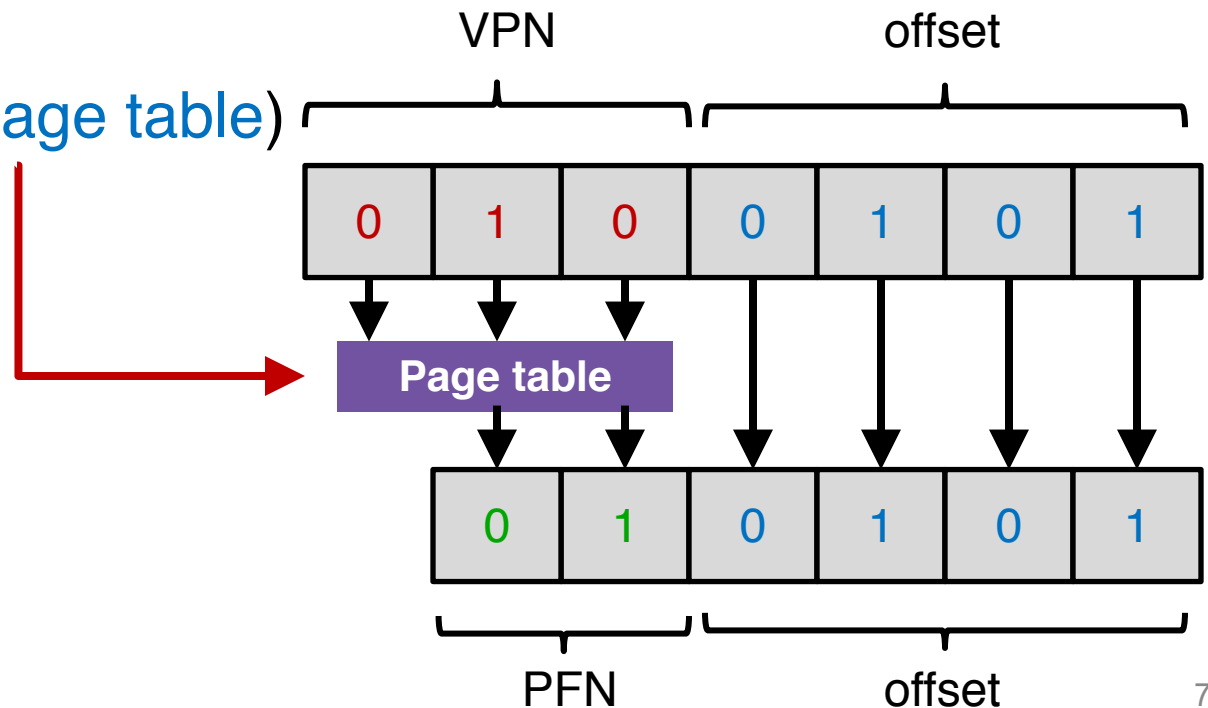 VPN offset
age table)
0 1 0 0 1 0 1
Page table
0 1 0 1 0 1
PFN offset
7